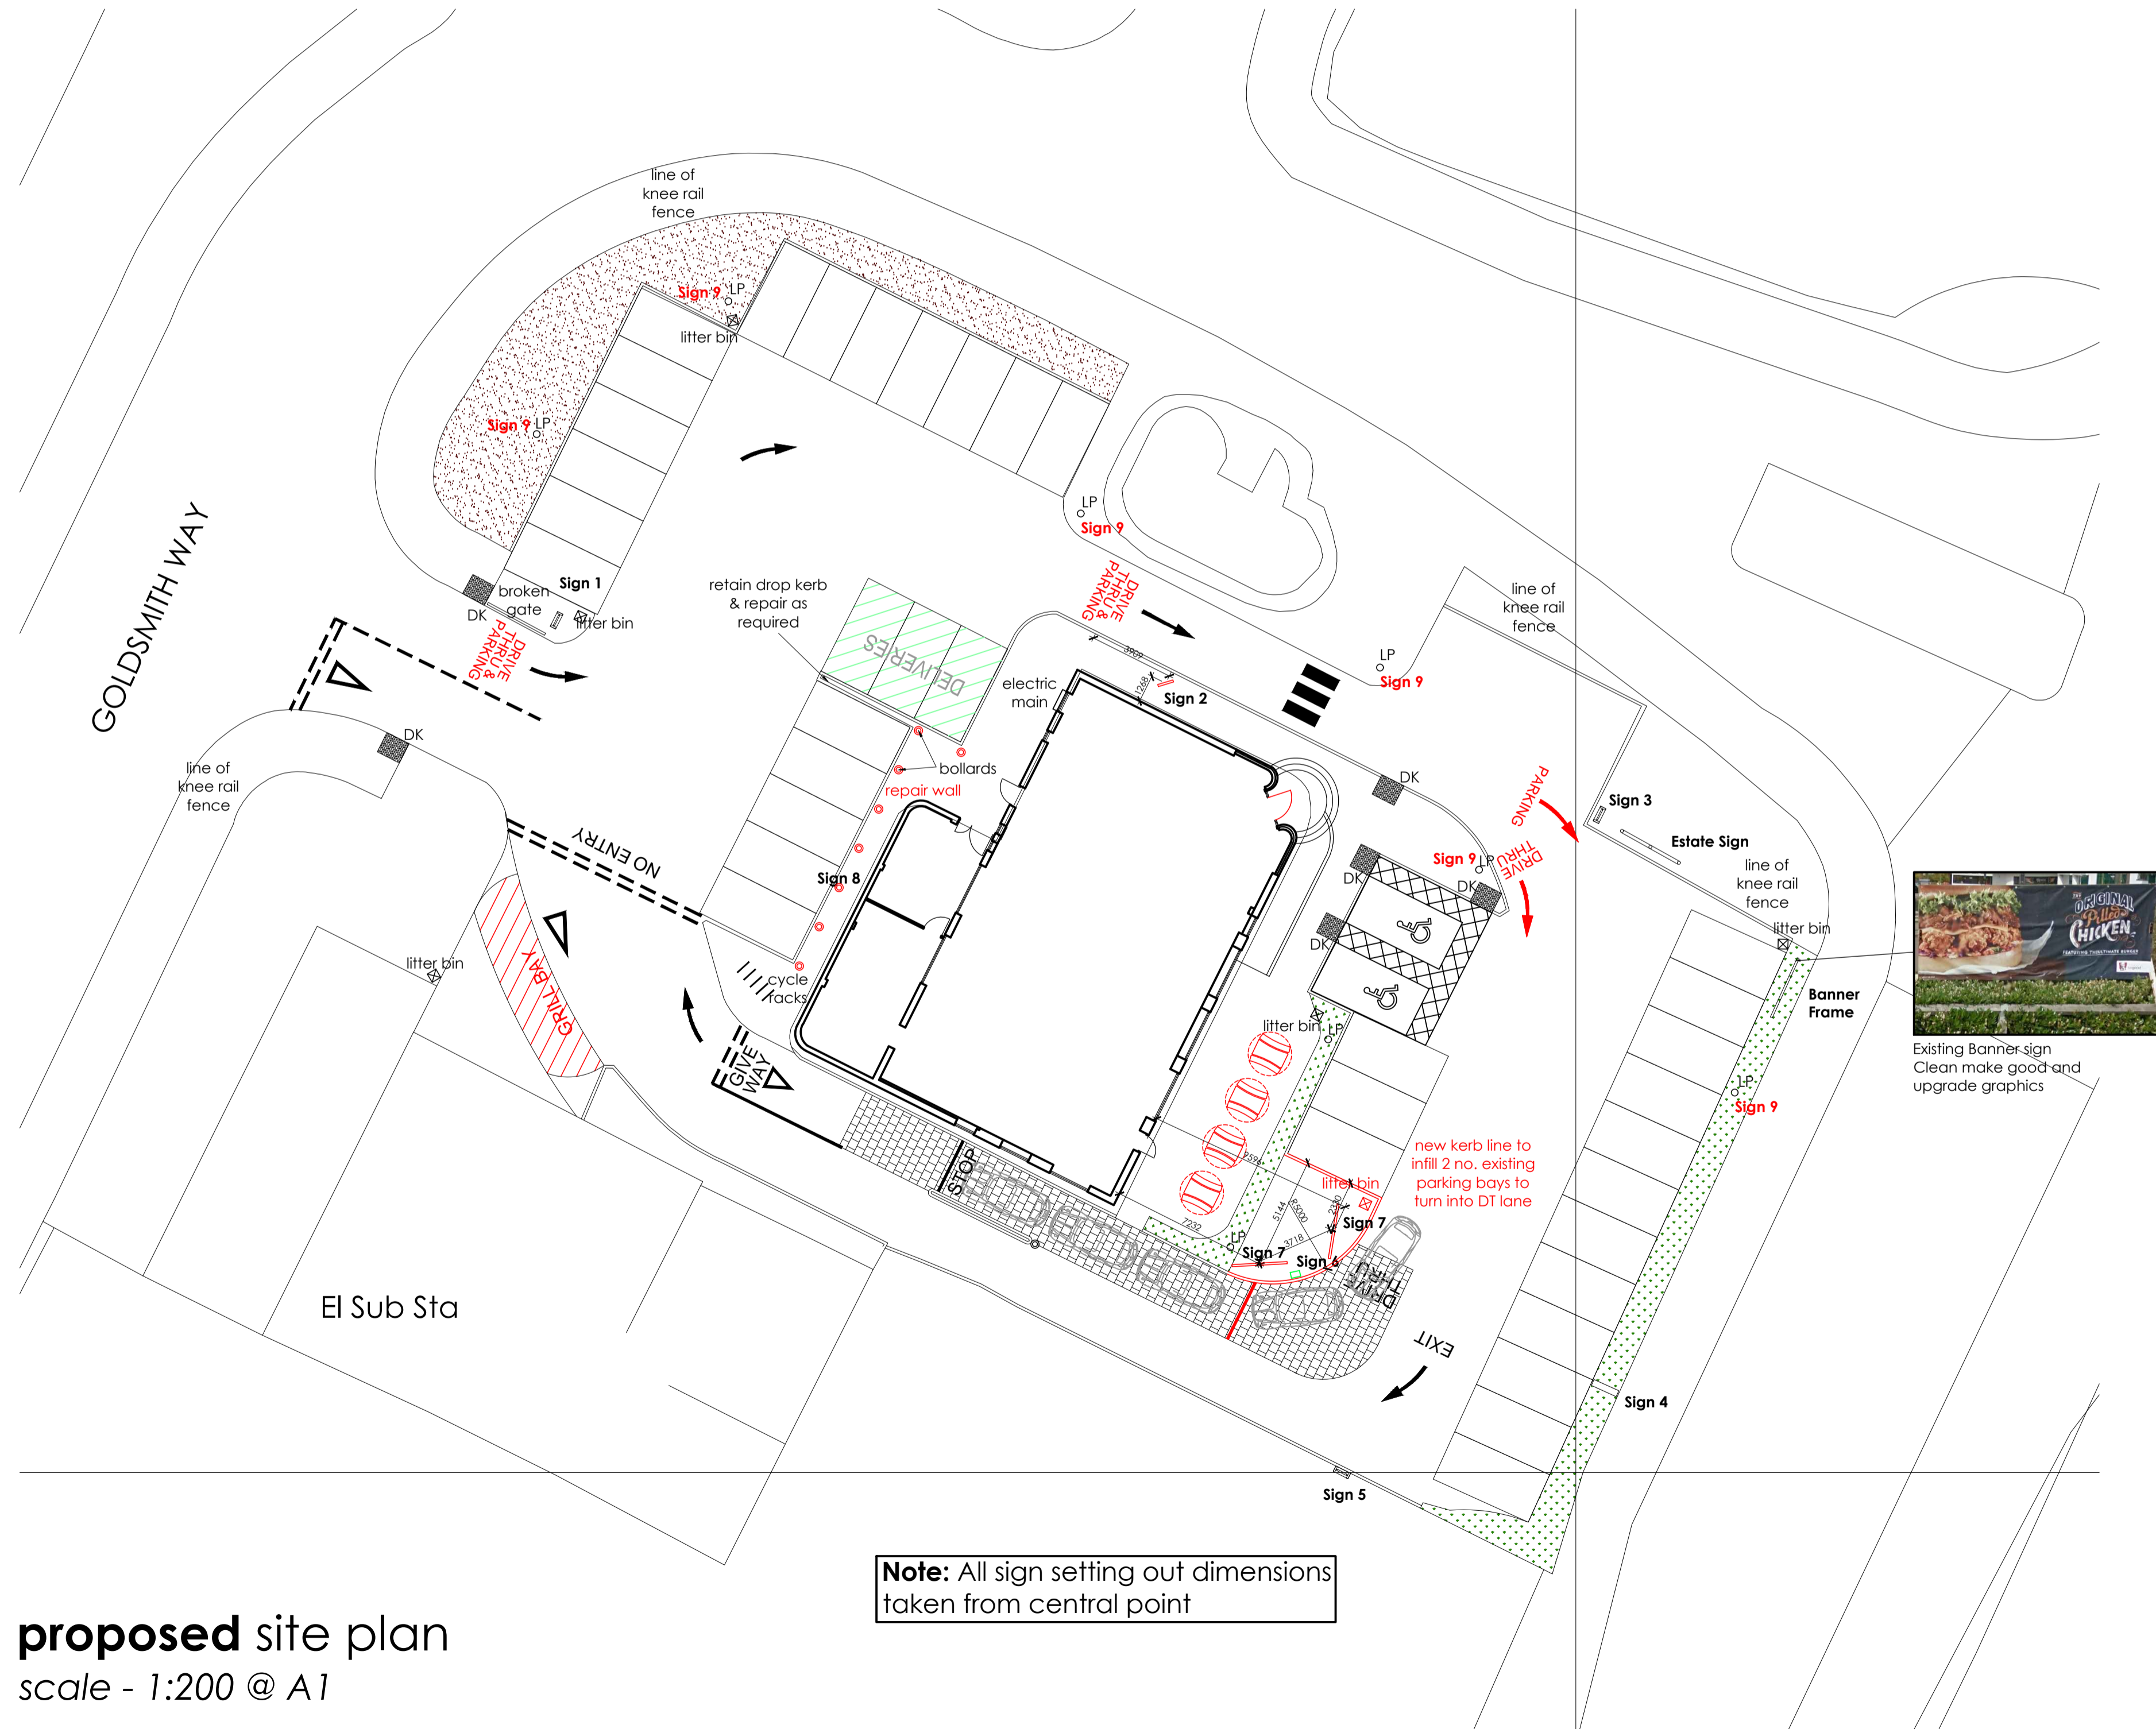 line of
knee rail
fence
Sign 9
LP
litter bin
Sign 9
LP
GOLDSMITH WAY
LP
Sign 9
Sign 1
broken
gate
DK
litter bin
DRIVE
THRU &
PARKING
retain drop kerb
& repair as
required
DELIVERIES
DRIVE
THRU &
PARKING
line of
knee rail
fence
3909
1268
Sign 2
electric
main
LP
Sign 9
DK
line of
knee rail
fence
bollards
repair wall
NO ENTRY
DK
PARKING
Sign 3
Estate Sign
Sign 9
LP
DRIVE
THRU
DK
DK
DK
line of
knee rail
fence
litter bin
Sign 8
litter bin
GRILL BAY
cycle
racks
GIVE
WAY
Banner
Frame
ORIGINAL
Pulled
CHICKEN
Existing Banner sign
Clean make good and
upgrade graphics
litter bin
LP
LP
Sign 9
new kerb line to
infill 2 no. existing
parking bays to
turn into DT lane
STOP
9596
litter bin
5144
R5000
2330
3718
7232
LP
Sign 7
Sign 7
Sign 6
DRIVE
THRU
EXIT
El Sub Sta
Sign 4
Sign 5
Note: All sign setting out dimensions
taken from central point
proposed site plan
scale - 1:200 @ A1